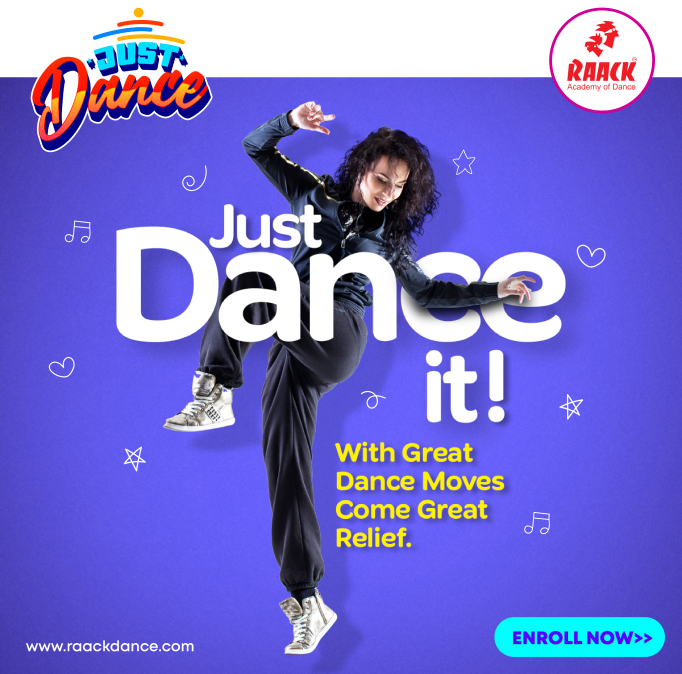 JUST
Dance
RAACK
Academy of Dance
Just
Dance
it!
With Great
Dance Moves
Come Great
Relief.
www.raackdance.com
ENROLL NOW>>